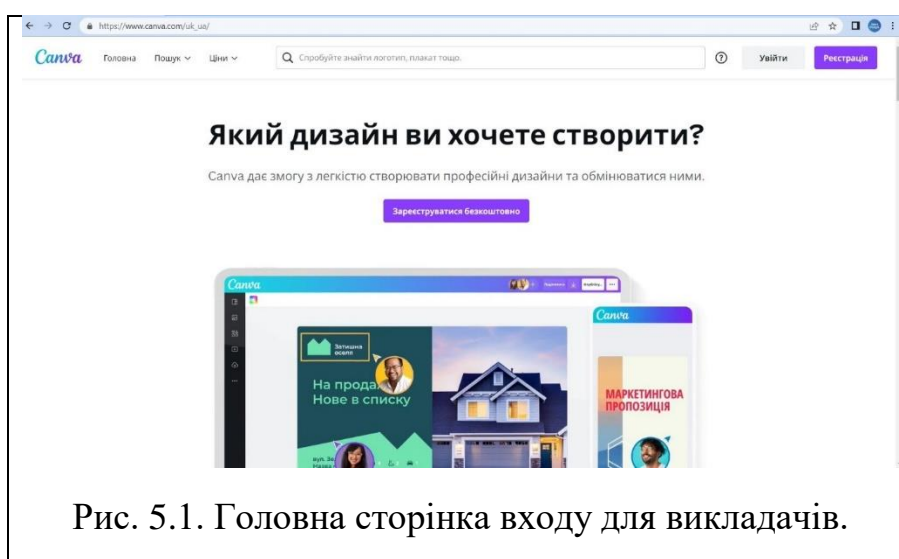 https://www.canva.com/uk_ua/
Canva Головна Пошук Ціни Спробуйте знайти логотип, плакат тощо. Увійти Реєстрація
Який дизайн ви хочете створити?
Canva дає змогу з легкістю створювати професійні дизайни та обмінюватися ними.
Зареєструватися безкоштовно
Canva
Canva
Затишна
оселя
На прода
Нове в списку
МАРКЕТИНГОВА
ПРОПОЗИЦІЯ
Рис. 5.1. Головна сторінка входу для викладачів.